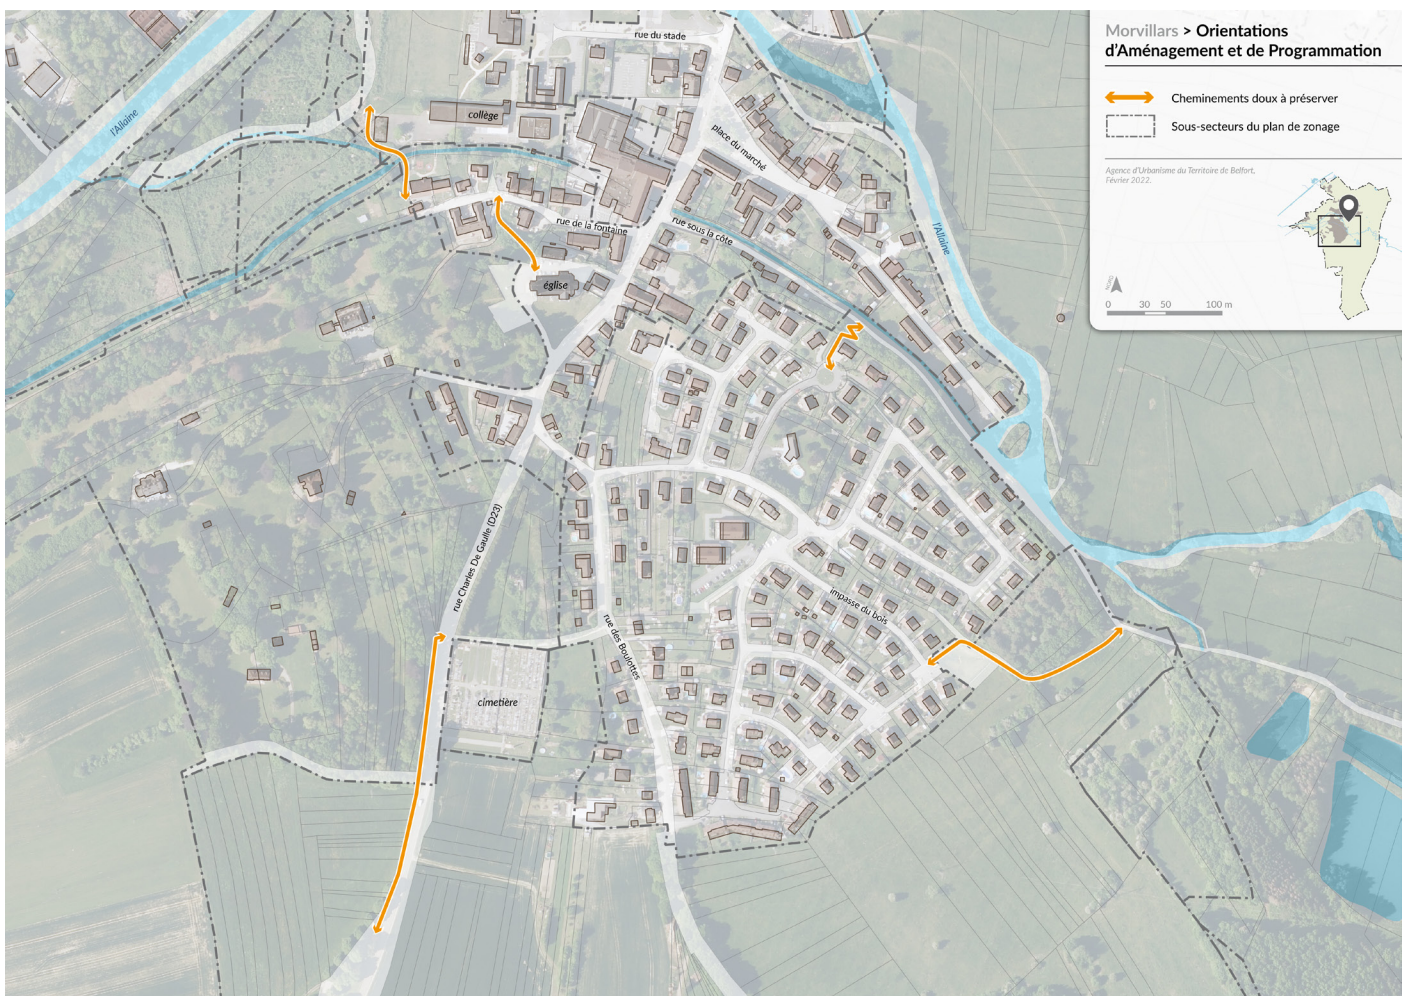 Morvillars > Orientations
d'Aménagement et de Programmation
Cheminements doux à préserver
Sous-secteurs du plan de zonage
Agence d'Urbanisme du Territoire de Belfort,
Février 2022.
0 30 50 100 m
rue du stade
l'Allaine
collège
place du marché
rue de la fontaine
rue sous la côte
l'Allaine
église
rue Charles De Gaulle (D23)
impasse du bois
rue des Boulottes
cimetière